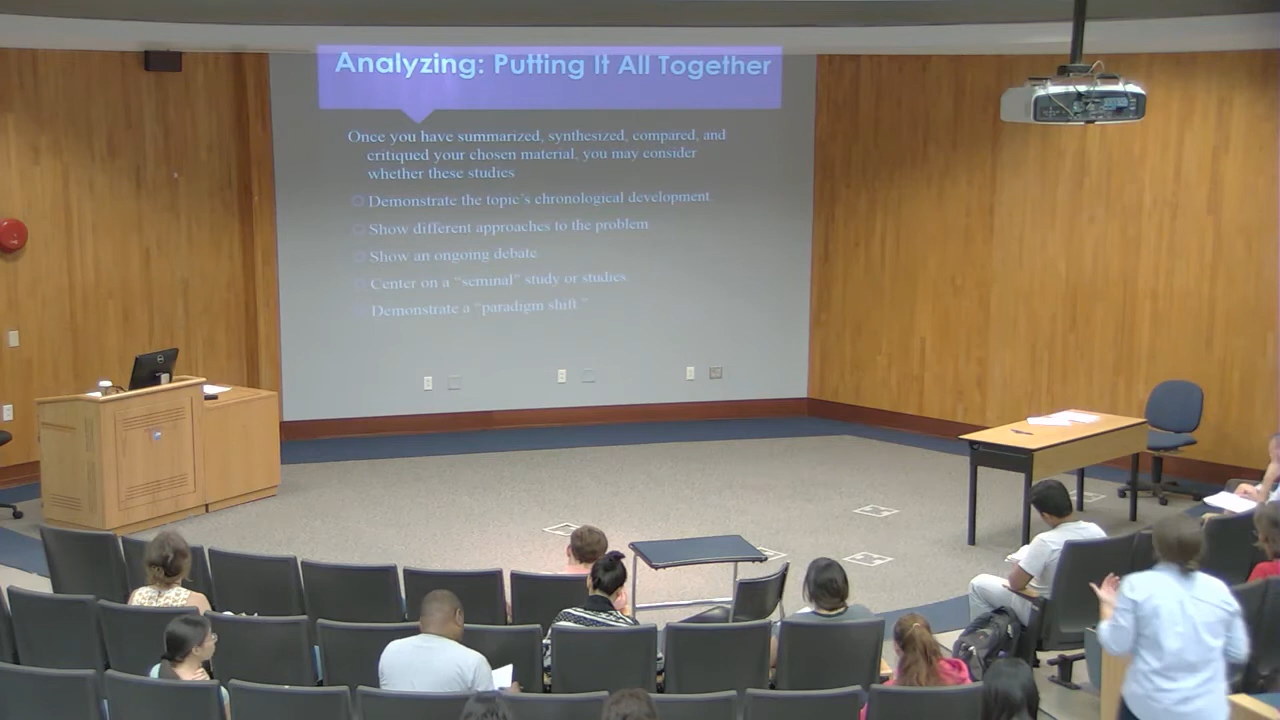 Analyzing: Putting It All Together
Once you have summarized, synthesized, compared, and
critiqued your chosen material, you may consider
whether these studies
Demonstrate the topic's chronological development.
Show different approaches to the problem
Show an ongoing debate
Center on a "seminal" study or studies.
Demonstrate a "paradigm shift."